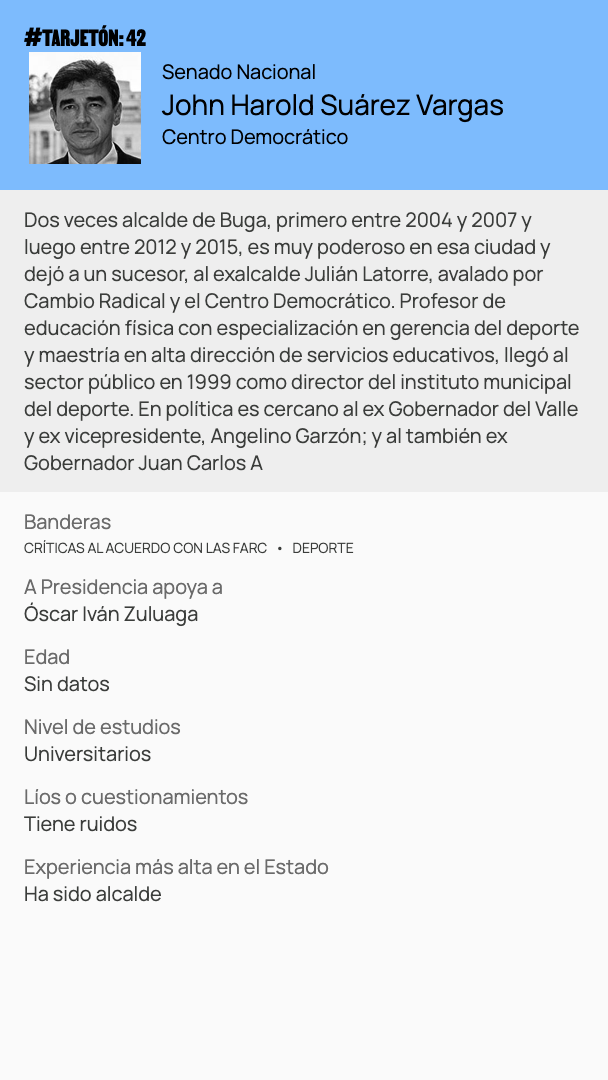 #TARJETÓN: 42
Senado Nacional
John Harold Suárez Vargas
Centro Democrático
Dos veces alcalde de Buga, primero entre 2004 y 2007 y
luego entre 2012 y 2015, es muy poderoso en esa ciudad y
dejó a un sucesor, al exalcalde Julián Latorre, avalado por
Cambio Radical y el Centro Democrático. Profesor de
educación física con especialización en gerencia del deporte
y maestría en alta dirección de servicios educativos, llegó al
sector público en 1999 como director del instituto municipal
del deporte. En política es cercano al ex Gobernador del Valle
y ex vicepresidente, Angelino Garzón; y al también ex
Gobernador Juan Carlos A
Banderas
CRÍTICAS AL ACUERDO CON LAS FARC • DEPORTE
A Presidencia apoya a
Óscar Iván Zuluaga
Edad
Sin datos
Nivel de estudios
Universitarios
Líos o cuestionamientos
Tiene ruidos
Experiencia más alta en el Estado
Ha sido alcalde